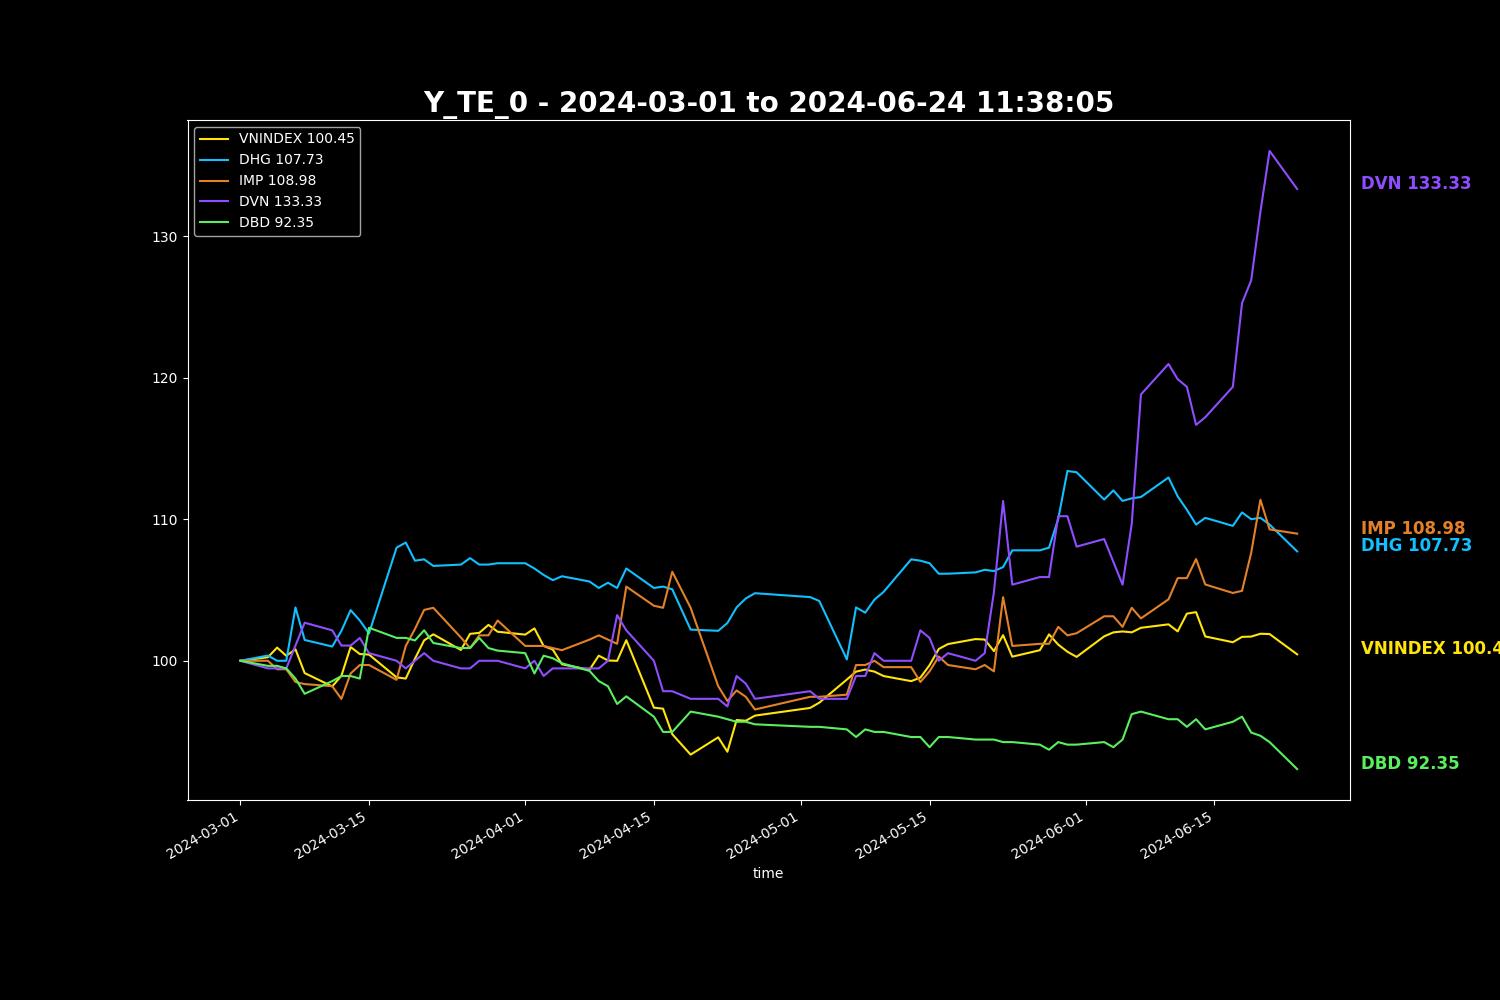 Y_TE_0 - 2024-03-01 to 2024-06-24 11:38:05
VNINDEX 100.45
DHG 107.73
IMP 108.98
DVN 133.33
DBD 92.35
130
120
110
100
DVN 133.33
IMP 108.98
DHG 107.73
VNINDEX 100.4
DBD 92.35
2024-03-01
2024-03-15
2024-04-01
2024-04-15
2024-05-01
2024-05-15
2024-06-01
2024-06-15
time